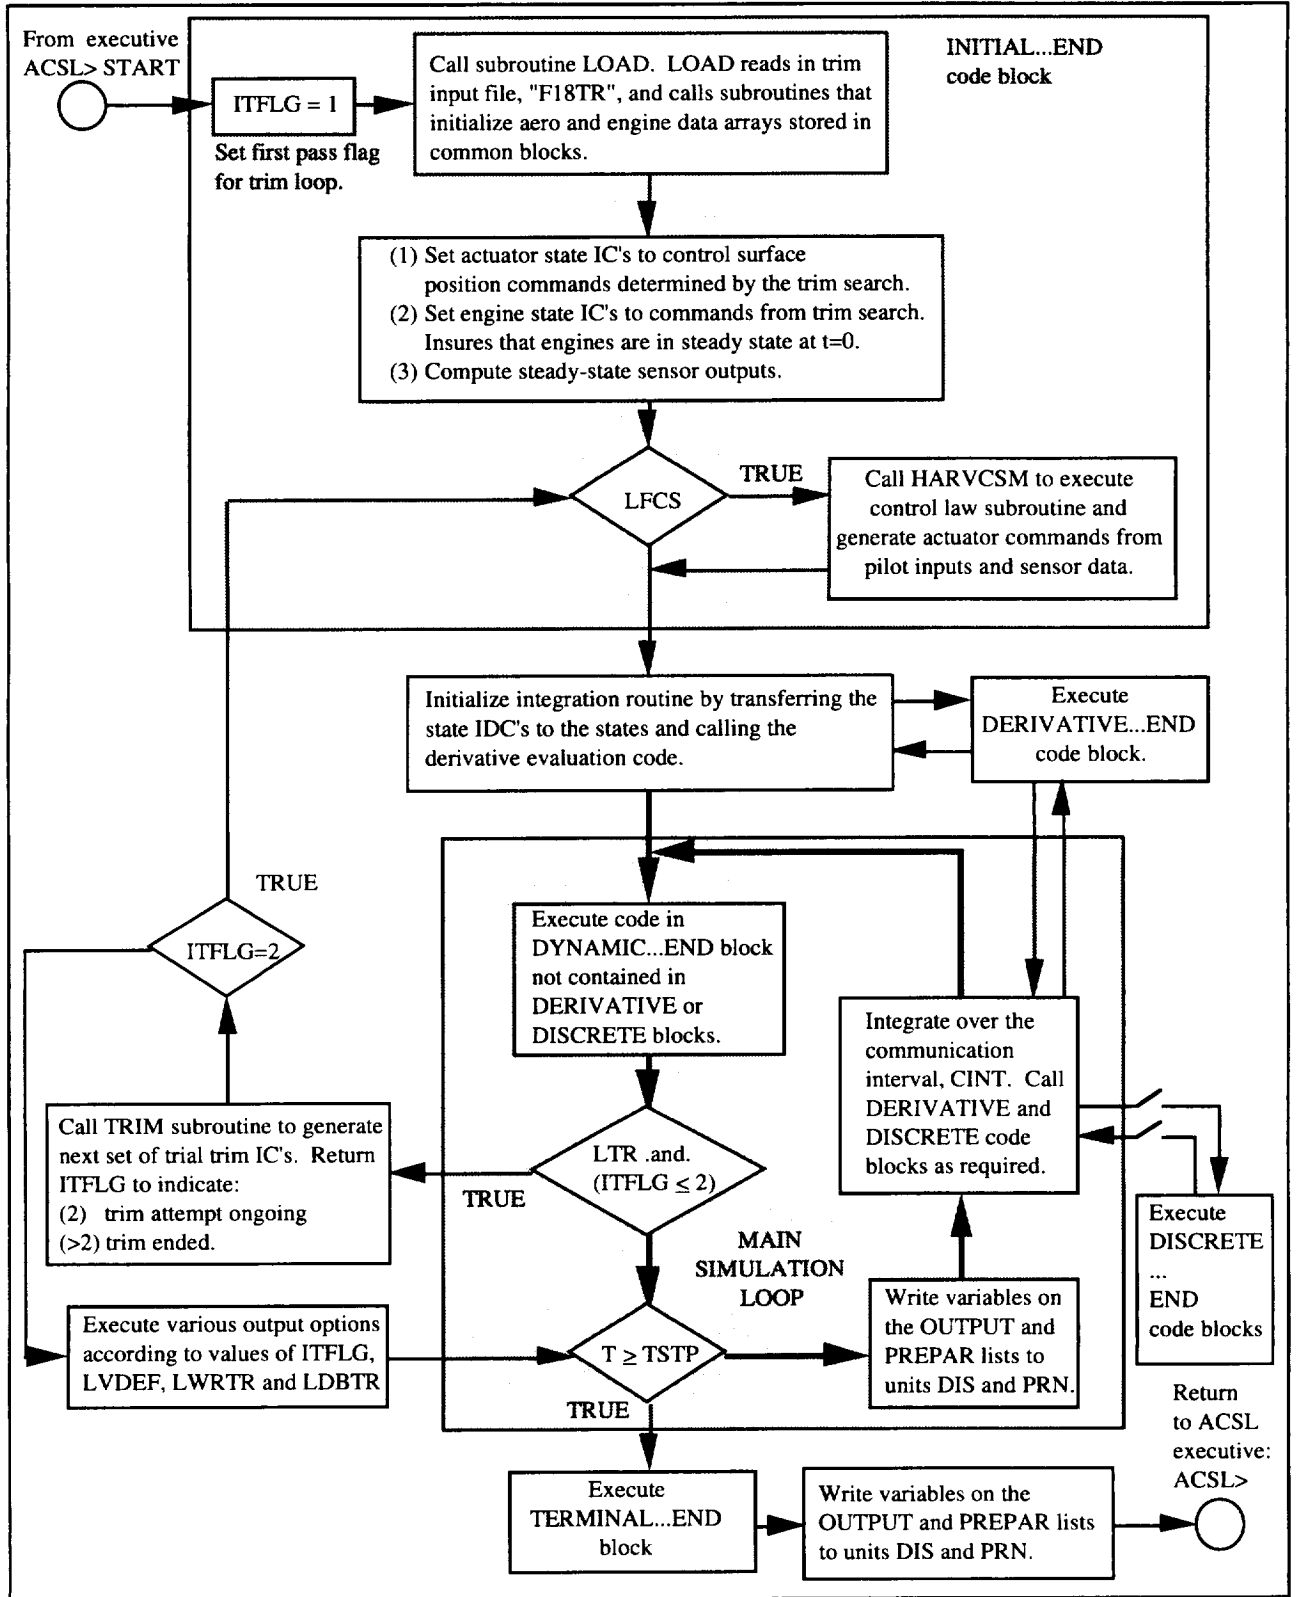 From executive
ACSL> START
INITIAL...END
code block
ITFLG = 1
Set first pass flag
for trim loop.
Call subroutine LOAD.  LOAD reads in trim
input file, "F18TR", and calls subroutines that
initialize aero and engine data arrays stored in
common blocks.
(1) Set actuator state IC's to control surface
position commands determined by the trim search.
(2) Set engine state IC's to commands from trim search.
Insures that engines are in steady state at t=0.
(3) Compute steady-state sensor outputs.
LFCS
TRUE
Call HARVCSM to execute
control law subroutine and
generate actuator commands from
pilot inputs and sensor data.
Initialize integration routine by transferring the
state IDC's to the states and calling the
derivative evaluation code.
Execute
DERIVATIVE...END
code block.
TRUE
ITFLG=2
Execute code in
DYNAMIC...END block
not contained in
DERIVATIVE or
DISCRETE blocks.
Integrate over the
communication
interval, CINT.  Call
DERIVATIVE and
DISCRETE code
blocks as required.
Call TRIM subroutine to generate
next set of trial trim IC's.  Return
ITFLG to indicate:
(2)   trim attempt ongoing
(>2) trim ended.
TRUE
LTR .and.
(ITFLG ≤ 2)
MAIN
SIMULATION
LOOP
Execute
DISCRETE
...
END
code blocks
Execute various output options
according to values of ITFLG,
LVDEF, LWRTR and LDBTR
T ≥ TSTP
TRUE
Write variables on
the OUTPUT and
PREPAR lists to
units DIS and PRN.
Return
to ACSL
executive:
ACSL>
Execute
TERMINAL...END
block
Write variables on the
OUTPUT and PREPAR lists
to units DIS and PRN.